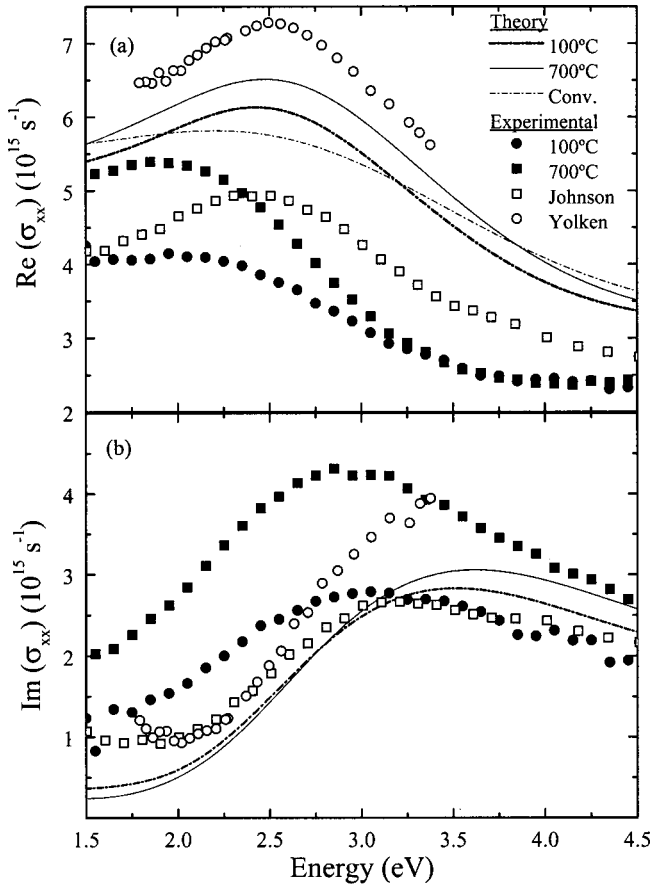 (a)
Theory
100ºC
700ºC
Conv.
Experimental
100ºC
700ºC
Johnson
Yolken
7
6
5
4
3
2
Re (σxx) (10^15 s^-1)
(b)
4
3
2
1
Im (σxx) (10^15 s^-1)
1.5 2.0 2.5 3.0 3.5 4.0 4.5
Energy (eV)